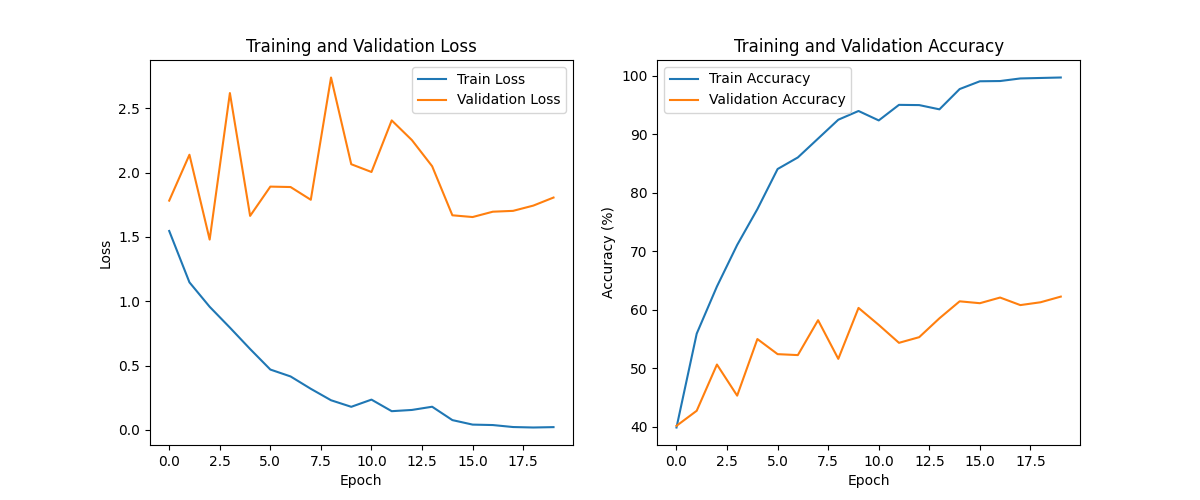 Training and Validation Loss
Train Loss
Validation Loss
2.5
2.0
1.5
1.0
0.5
0.0
Loss
0.0 2.5 5.0 7.5 10.0 12.5 15.0 17.5
Epoch
Training and Validation Accuracy
Train Accuracy
Validation Accuracy
100
90
80
70
60
50
40
Accuracy (%)
0.0 2.5 5.0 7.5 10.0 12.5 15.0 17.5
Epoch